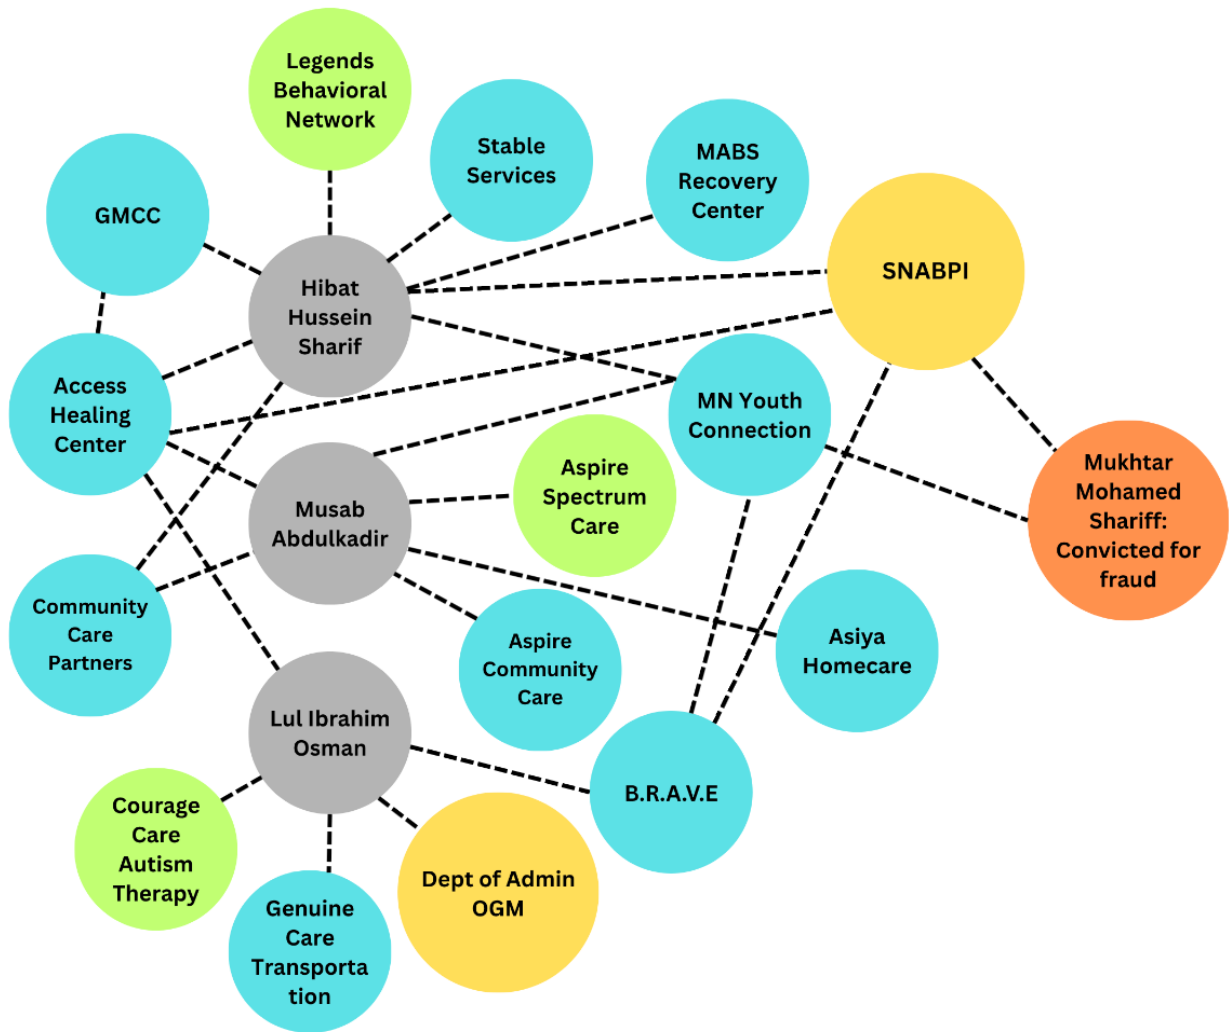 Legends
Behavioral
Network
Stable
Services
MABS
Recovery
Center
GMCC
SNABPI
Hibat
Hussein
Sharif
Access
Healing
Center
MN Youth
Connection
Aspire
Spectrum
Care
Mukhtar
Mohamed
Shariff:
Convicted for
fraud
Musab
Abdulkadir
Community
Care
Partners
Aspire
Community
Care
Asiya
Homecare
Lul Ibrahim
Osman
B.R.A.V.E
Courage
Care
Autism
Therapy
Dept of Admin
OGM
Genuine
Care
Transporta
tion